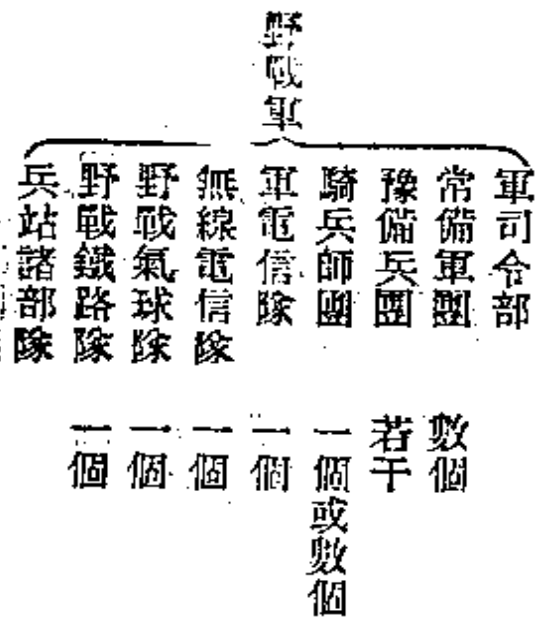 野戰軍
軍司令部
常備軍團 數個
豫備兵團 若干
騎兵師團 一個或數個
軍電信隊 一個
無線電信隊 一個
野戰氣球隊 一個
野戰鐵路隊 一個
兵站諸部隊